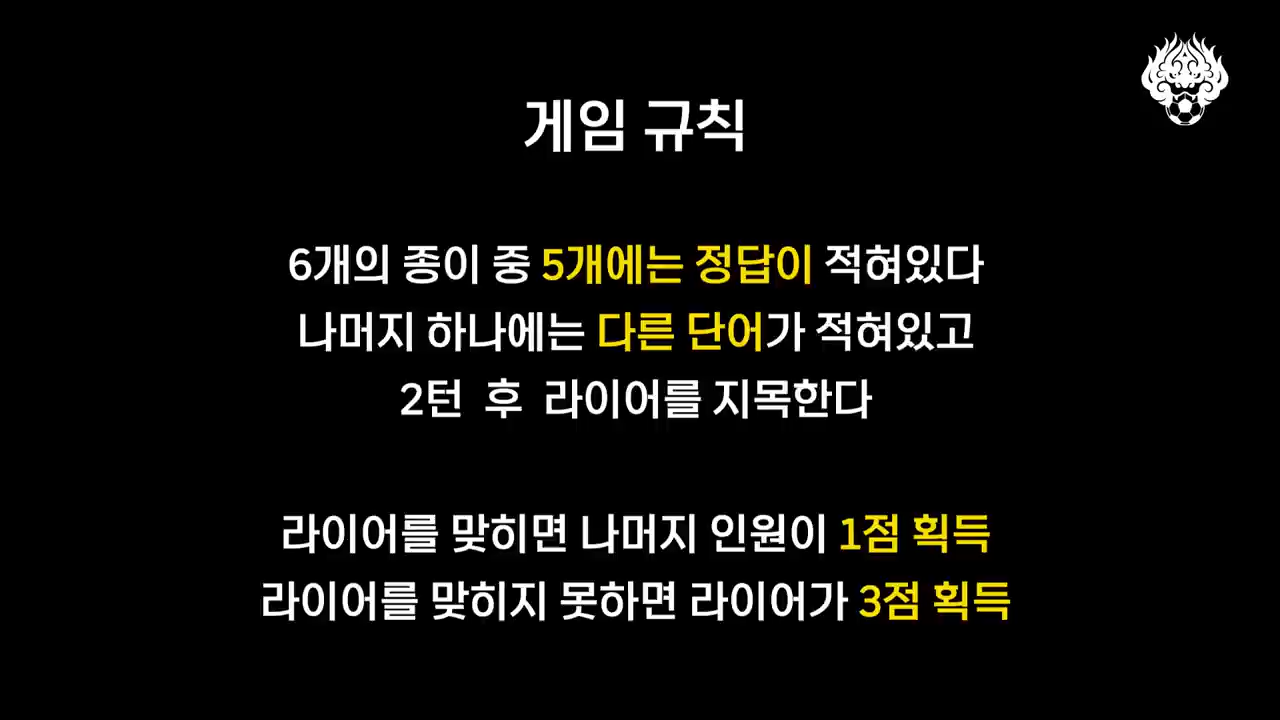 게임 규칙
6개의 종이 중 5개에는 정답이 적혀있다
나머지 하나에는 다른 단어가 적혀있고
2턴 후 라이어를 지목한다
라이어를 맞히면 나머지 인원이 1점 획득
라이어를 맞히지 못하면 라이어가 3점 획득